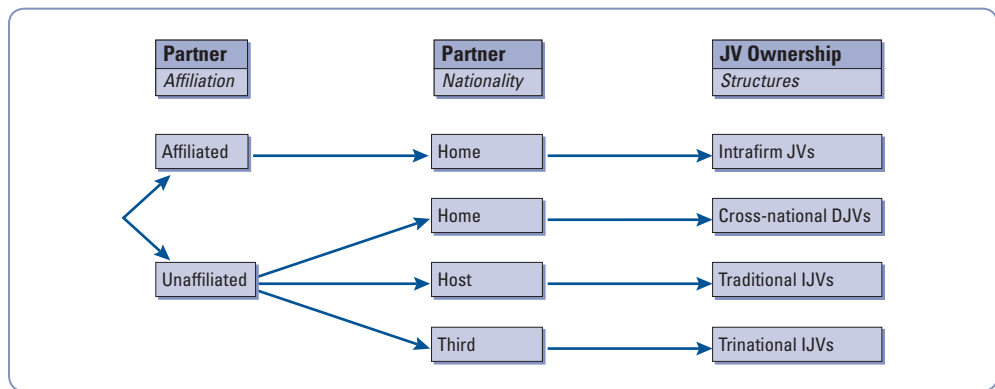 Partner
Affiliation
Partner
Nationality
JV Ownership
Structures
Affiliated
Home
Intrafirm JVs
Home
Cross-national DJVs
Unaffiliated
Host
Traditional IJVs
Third
Trinational IJVs